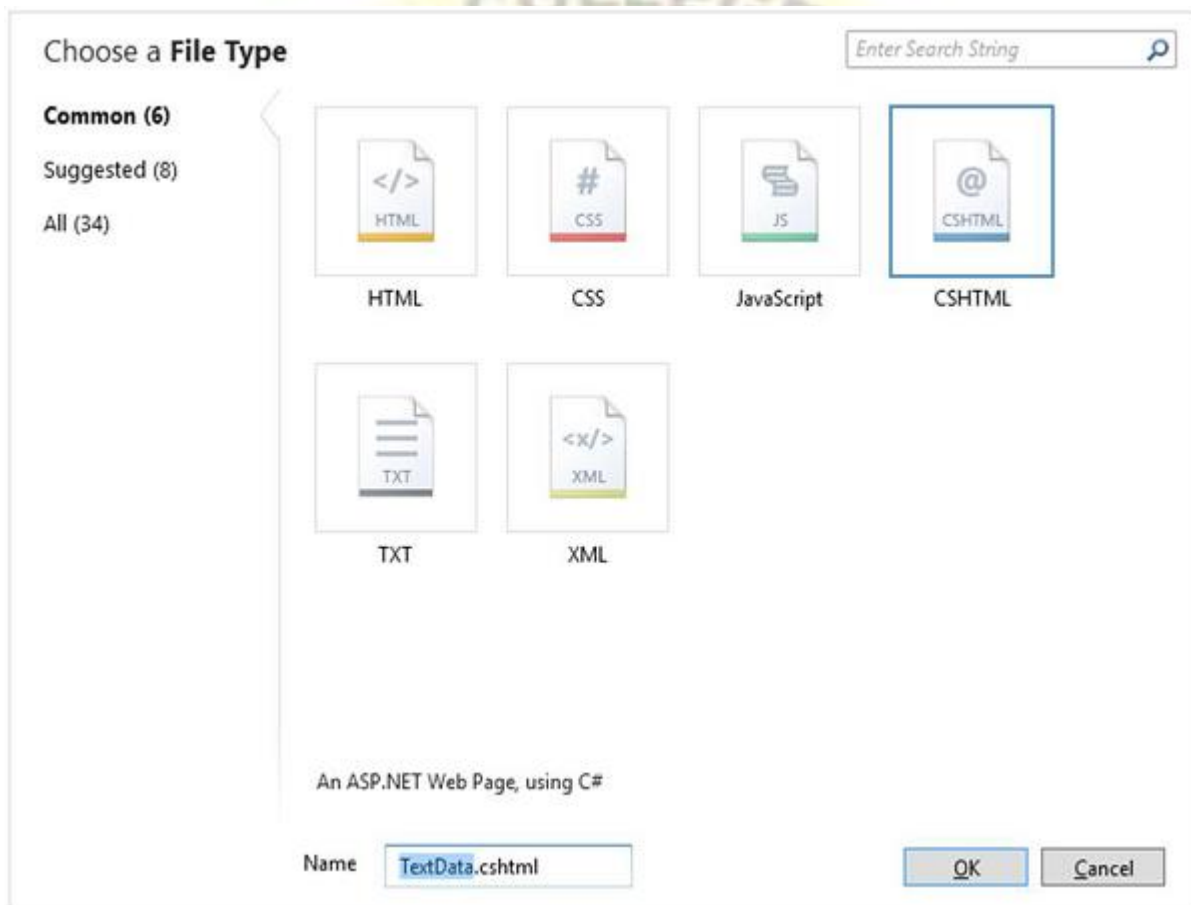 Choose a File Type
Enter Search String
Common (6)
Suggested (8)
All (34)
</> # @
HTML CSS JS CSHTML
HTML CSS JavaScript CSHTML
<x/>
TXT XML
TXT XML
An ASP.NET Web Page, using C#
Name TextData.cshtml OK Cancel